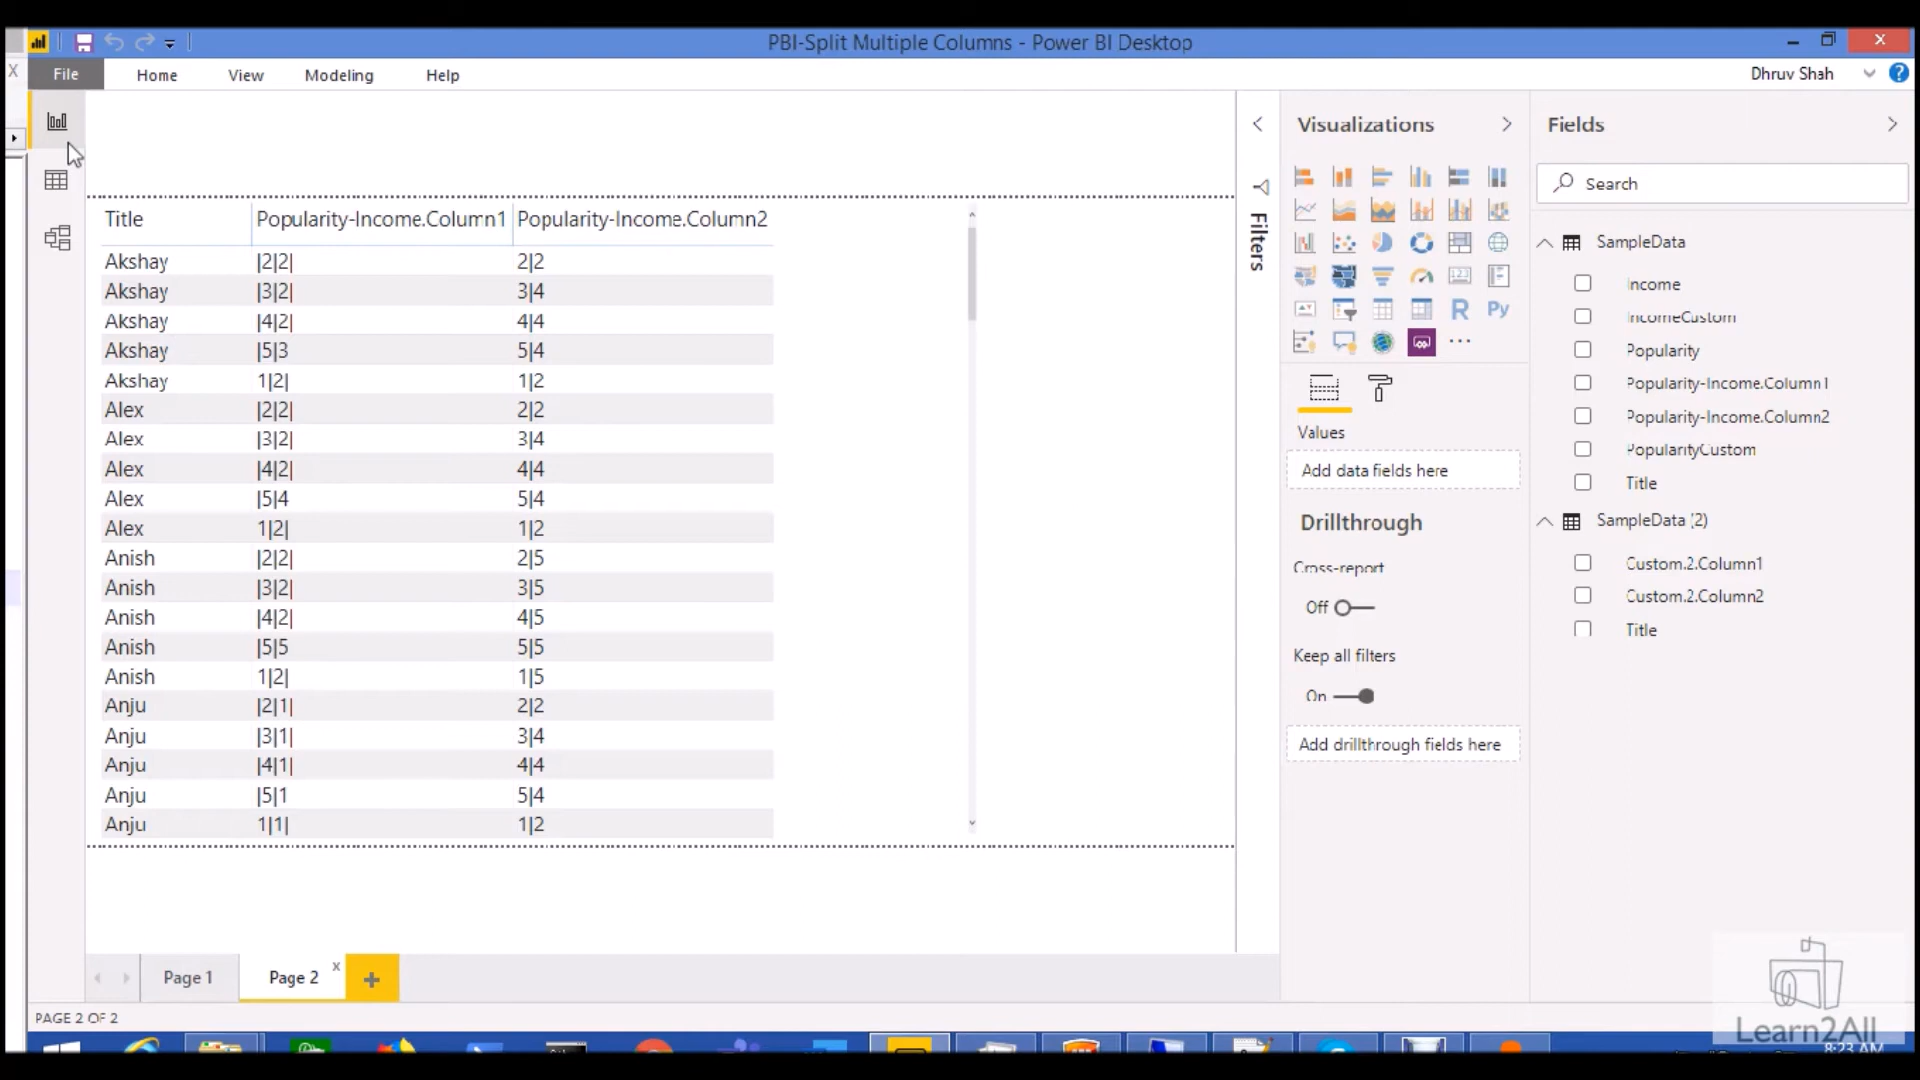 PBI-Split Multiple Columns - Power BI Desktop
X
File Home View Modeling Help
Dhruv Shah
Title Popularity-Income.Column1 Popularity-Income.Column2
Akshay |2|2| 2|2
Akshay |3|2| 3|4
Akshay |4|2| 4|4
Akshay |5|3 5|4
Akshay 1|2| 1|2
Alex |2|2| 2|2
Alex |3|2| 3|4
Alex |4|2| 4|4
Alex |5|4 5|4
Alex 1|2| 1|2
Anish |2|2| 2|5
Anish |3|2| 3|5
Anish |4|2| 4|5
Anish |5|5 5|5
Anish 1|2| 1|5
Anju |2|1| 2|2
Anju |3|1| 3|4
Anju |4|1| 4|4
Anju |5|1 5|4
Anju 1|1| 1|2
Filters
Visualizations
R Py
Values
Add data fields here
Drillthrough
Cross-report
Off
Keep all filters
On
Add drillthrough fields here
Fields
Search
SampleData
Income
IncomeCustom
Popularity
Popularity-Income.Column1
Popularity-Income.Column2
PopularityCustom
Title
SampleData (2)
Custom.2.Column1
Custom.2.Column2
Title
Page 1 Page 2 x +
PAGE 2 OF 2
Learn2All
8:23 AM